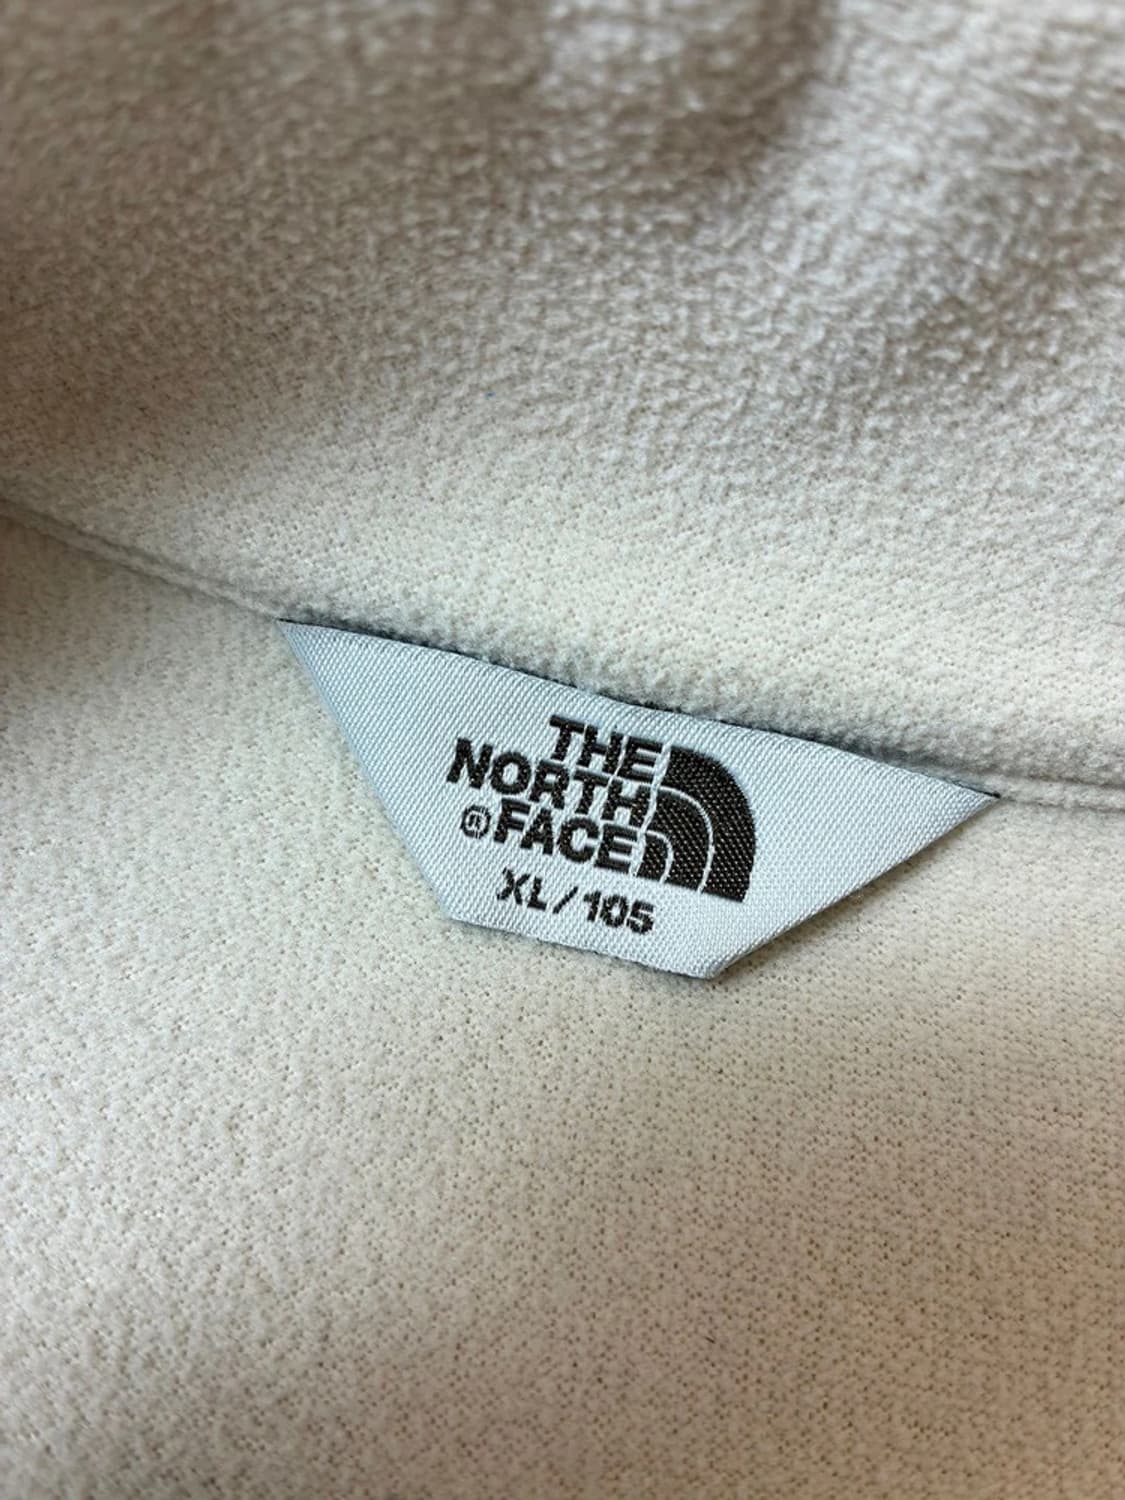 THE
NORTH
® FACE
XL / 105